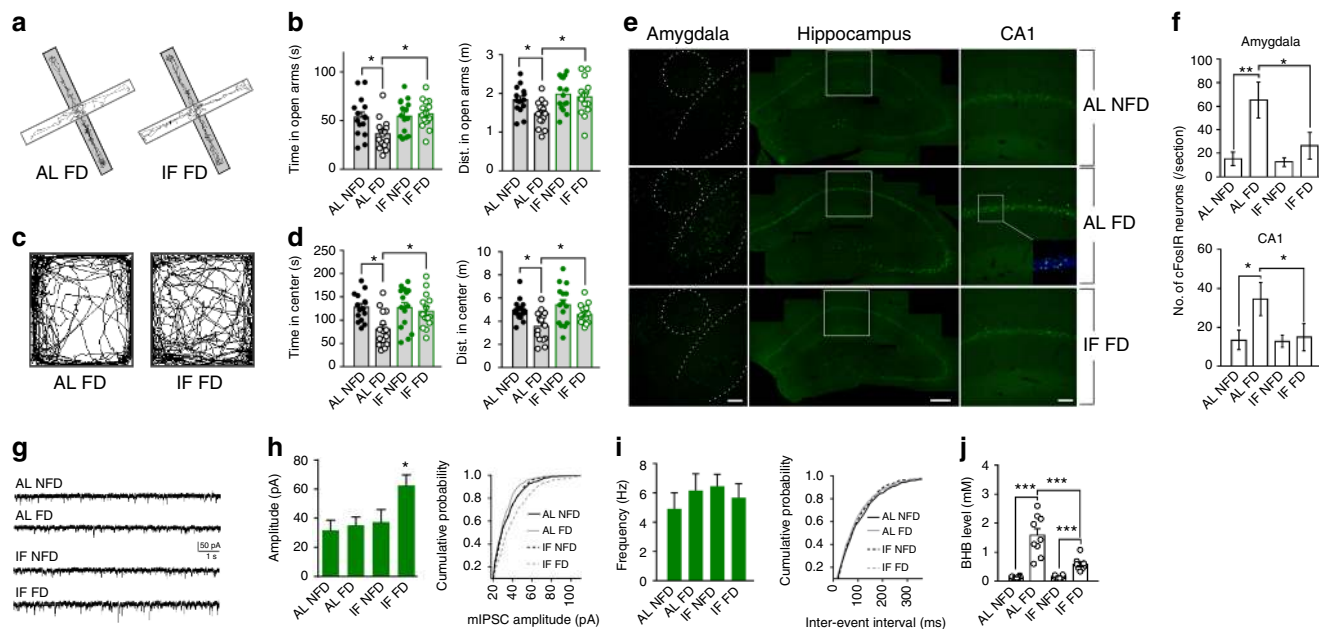 a
AL FD
IF FD
b
Time in open arms (s)
100
50
0
*
*
AL NFD
AL FD
IF NFD
IF FD
Dist. in open arms (m)
3
2
1
0
*
*
AL NFD
AL FD
IF NFD
IF FD
c
AL FD
IF FD
d
Time in center (s)
250
200
150
100
50
0
*
*
AL NFD
AL FD
IF NFD
IF FD
Dist. in center (m)
10
8
6
4
2
0
*
*
AL NFD
AL FD
IF NFD
IF FD
e
Amygdala
Hippocampus
CA1
AL NFD
AL FD
IF FD
f
Amygdala
No. of cFosIR neurons (/section)
100
80
60
40
20
0
**
*
AL NFD
AL FD
IF NFD
IF FD
CA1
60
40
20
0
*
*
AL NFD
AL FD
IF NFD
IF FD
g
AL NFD
AL FD
50 pA
1 s
IF NFD
IF FD
h
Amplitude (pA)
80
60
40
20
0
*
AL NFD
AL FD
IF NFD
IF FD
Cumulative probability
1.0
0.8
0.6
0.4
0.2
AL NFD
AL FD
IF NFD
IF FD
20
40
60
80
100
mIPSC amplitude (pA)
i
Frequency (Hz)
8
6
4
2
0
AL NFD
AL FD
IF NFD
IF FD
Cumulative probability
1.0
0.8
0.6
0.4
0.2
AL NFD
AL FD
IF NFD
IF FD
0
100
200
300
Inter-event interval (ms)
j
BHB level (mM)
4
3
2
1
0
***
***
***
AL NFD
AL FD
IF NFD
IF FD